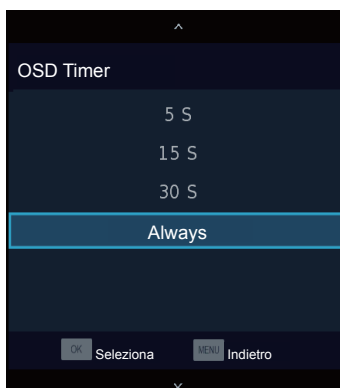 OSD Timer
5 S
15 S
30 S
Always
OK Seleziona MENU Indietro